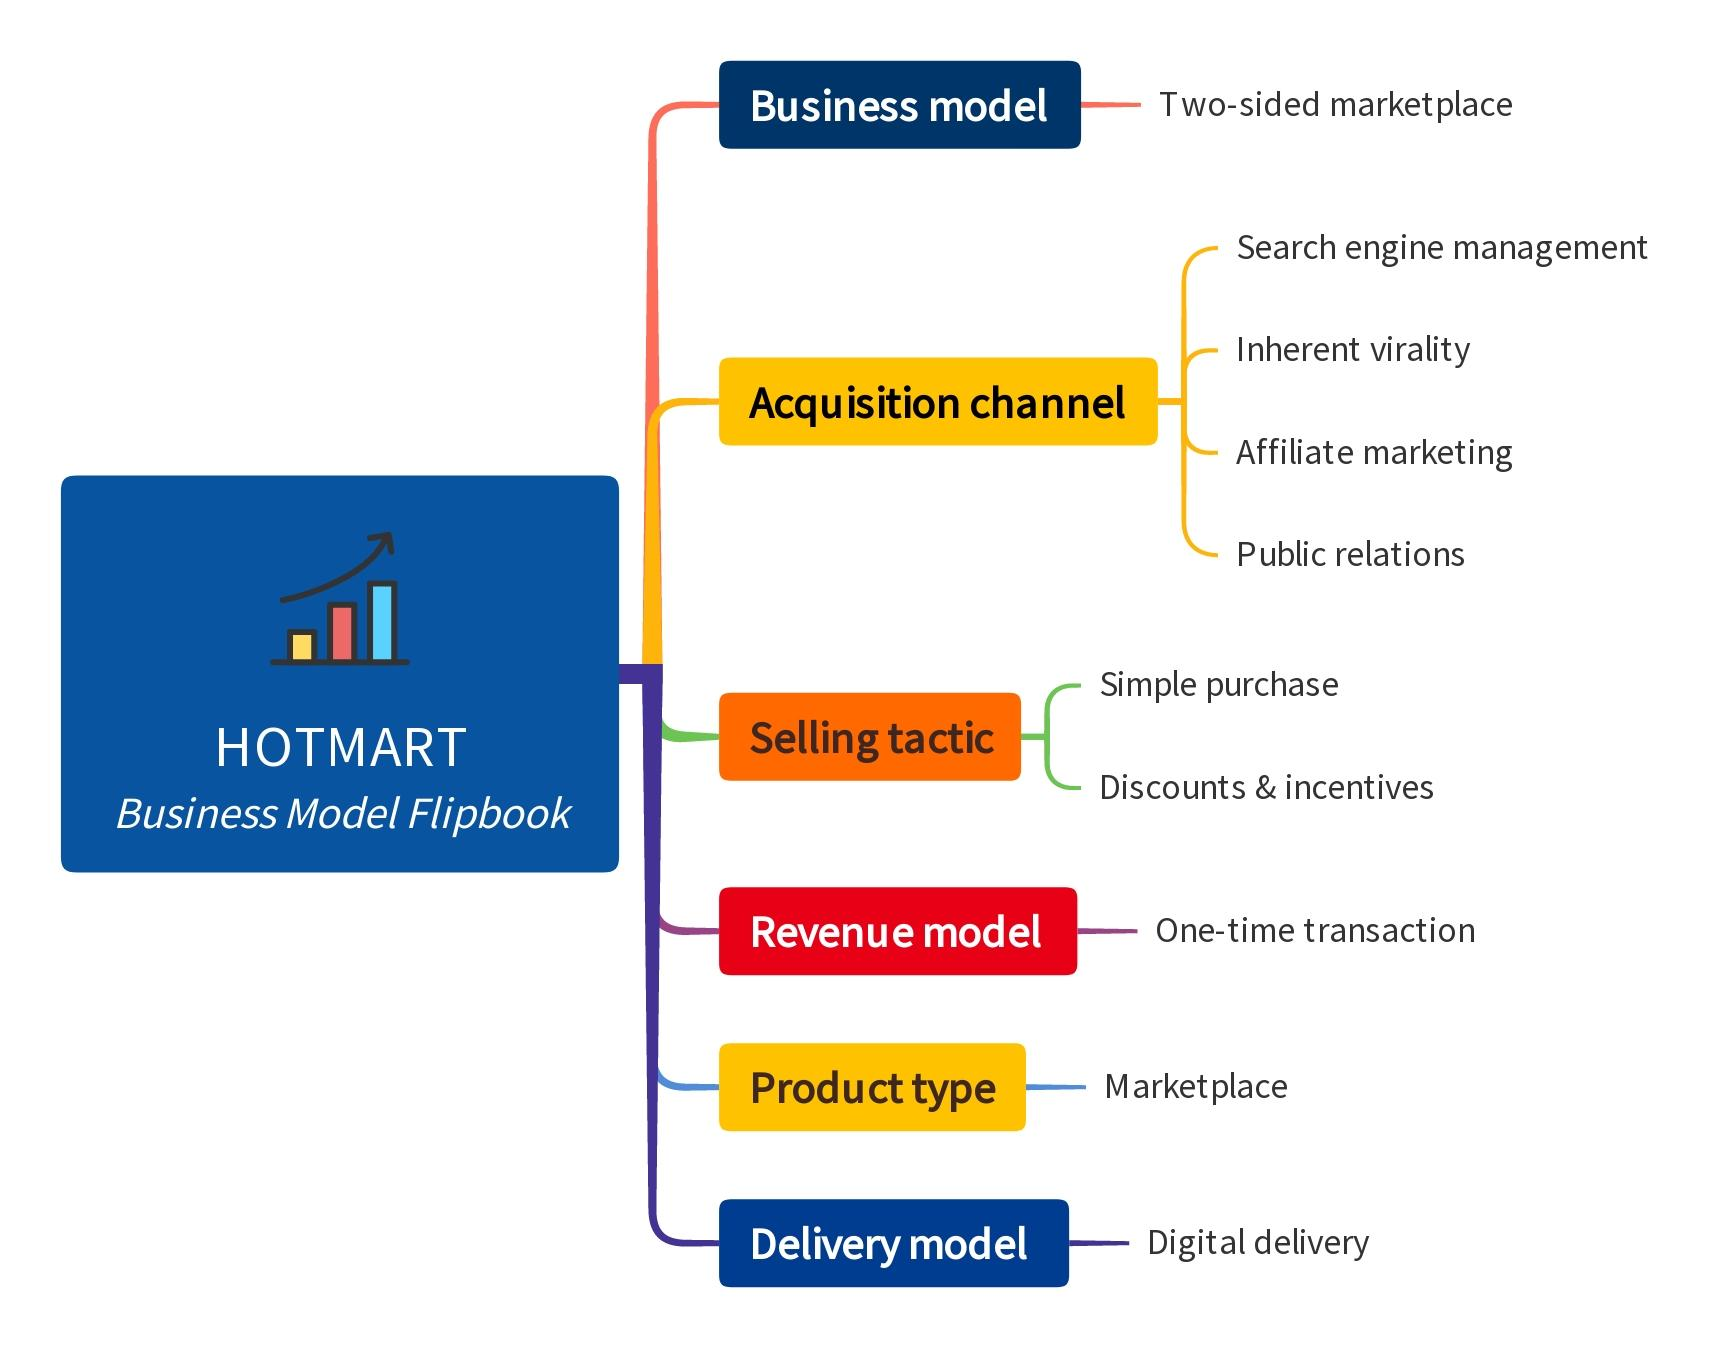 HOTMART
Business Model Flipbook
Business model
Two-sided marketplace
Acquisition channel
Search engine management
Inherent virality
Affiliate marketing
Public relations
Selling tactic
Simple purchase
Discounts & incentives
Revenue model
One-time transaction
Product type
Marketplace
Delivery model
Digital delivery